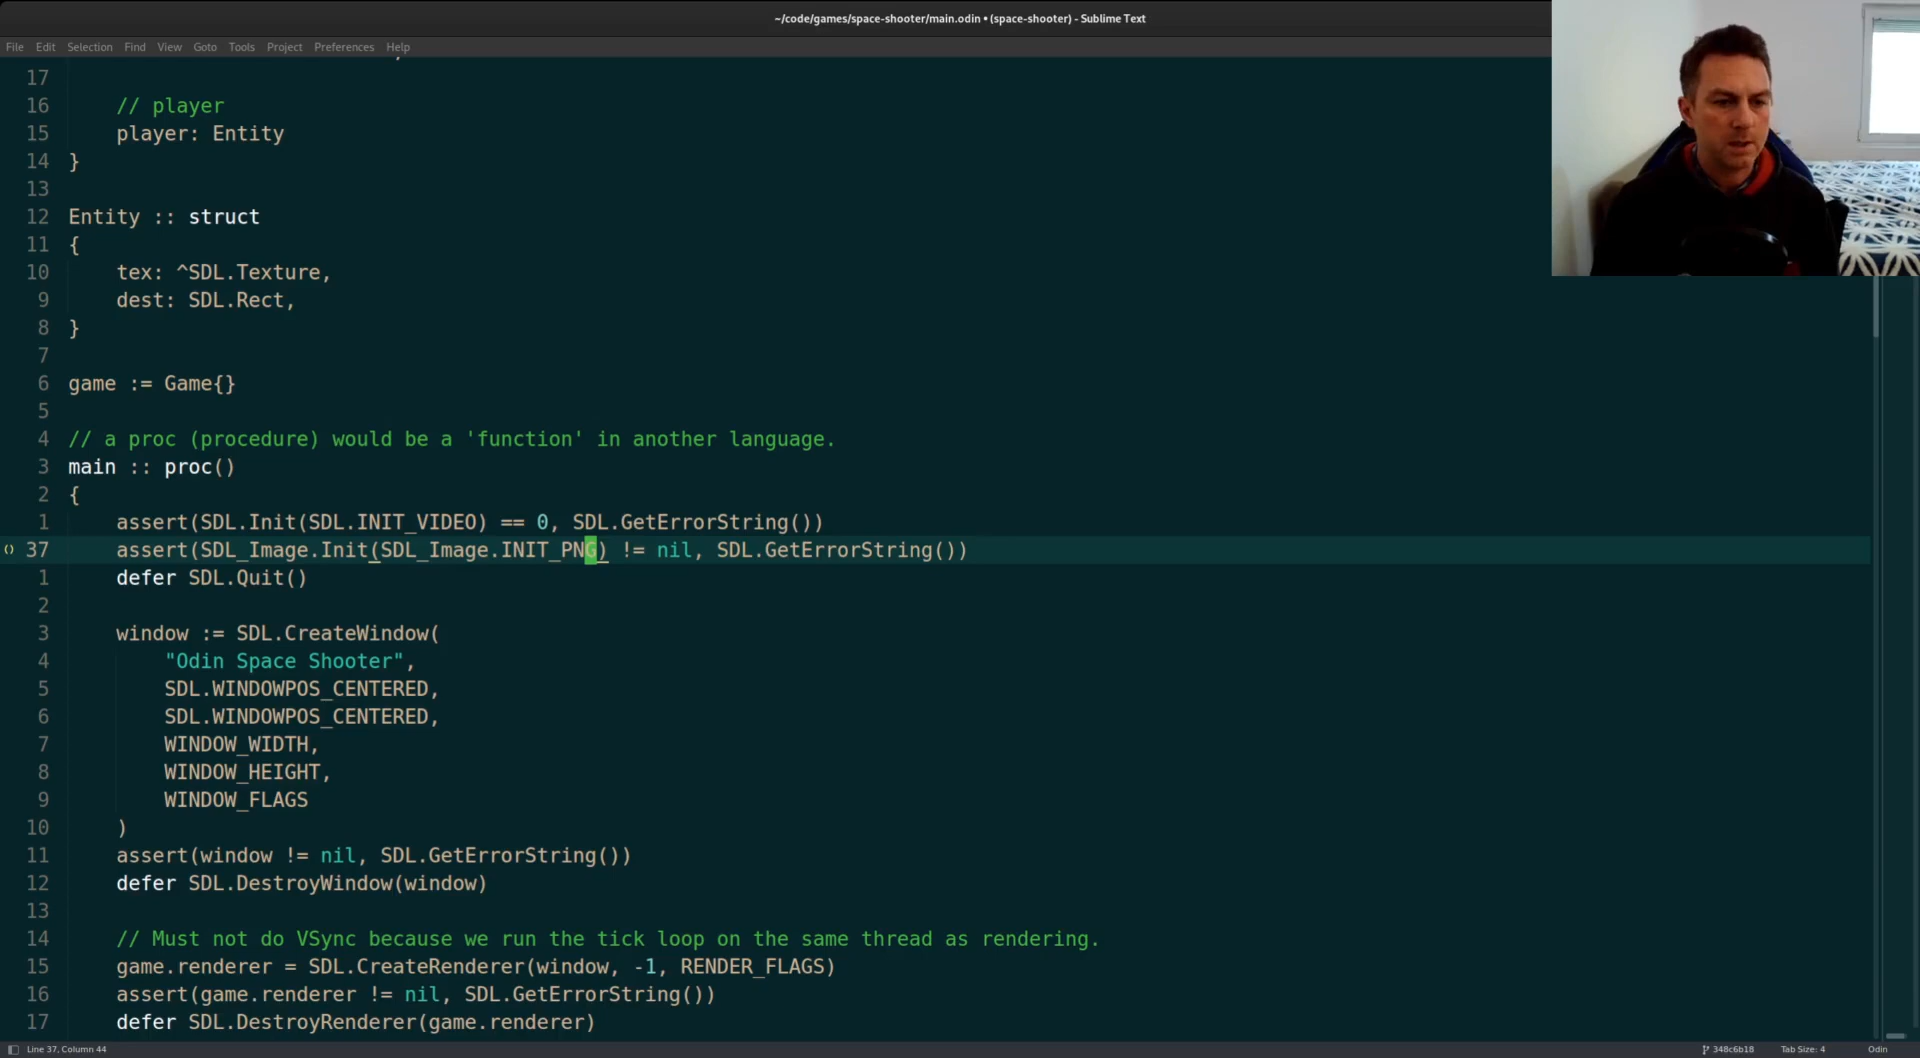 ~/code/games/space-shooter/main.odin • (space-shooter) - Sublime Text
File Edit Selection Find View Goto Tools Project Preferences Help
17
16 // player
15 player: Entity
14 }
13
12 Entity :: struct
11 {
10 tex: ^SDL.Texture,
9 dest: SDL.Rect,
8 }
7
6 game := Game{}
5
4 // a proc (procedure) would be a 'function' in another language.
3 main :: proc()
2 {
1 assert(SDL.Init(SDL.INIT_VIDEO) == 0, SDL.GetErrorString())
37 assert(SDL_Image.Init(SDL_Image.INIT_PNG) != nil, SDL.GetErrorString())
1 defer SDL.Quit()
2
3 window := SDL.CreateWindow(
4 "Odin Space Shooter",
5 SDL.WINDOWPOS_CENTERED,
6 SDL.WINDOWPOS_CENTERED,
7 WINDOW_WIDTH,
8 WINDOW_HEIGHT,
9 WINDOW_FLAGS
10 )
11 assert(window != nil, SDL.GetErrorString())
12 defer SDL.DestroyWindow(window)
13
14 // Must not do VSync because we run the tick loop on the same thread as rendering.
15 game.renderer = SDL.CreateRenderer(window, -1, RENDER_FLAGS)
16 assert(game.renderer != nil, SDL.GetErrorString())
17 defer SDL.DestroyRenderer(game.renderer)
Line 37, Column 44 348c6b18 Tab Size: 4 Odin